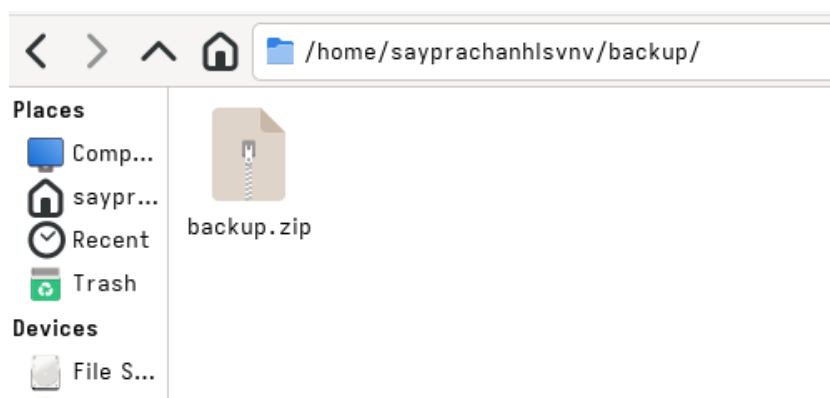 /home/sayprachanhlsvnv/backup/
Places
Comp...
saypr...
Recent
Trash
Devices
File S...
backup.zip